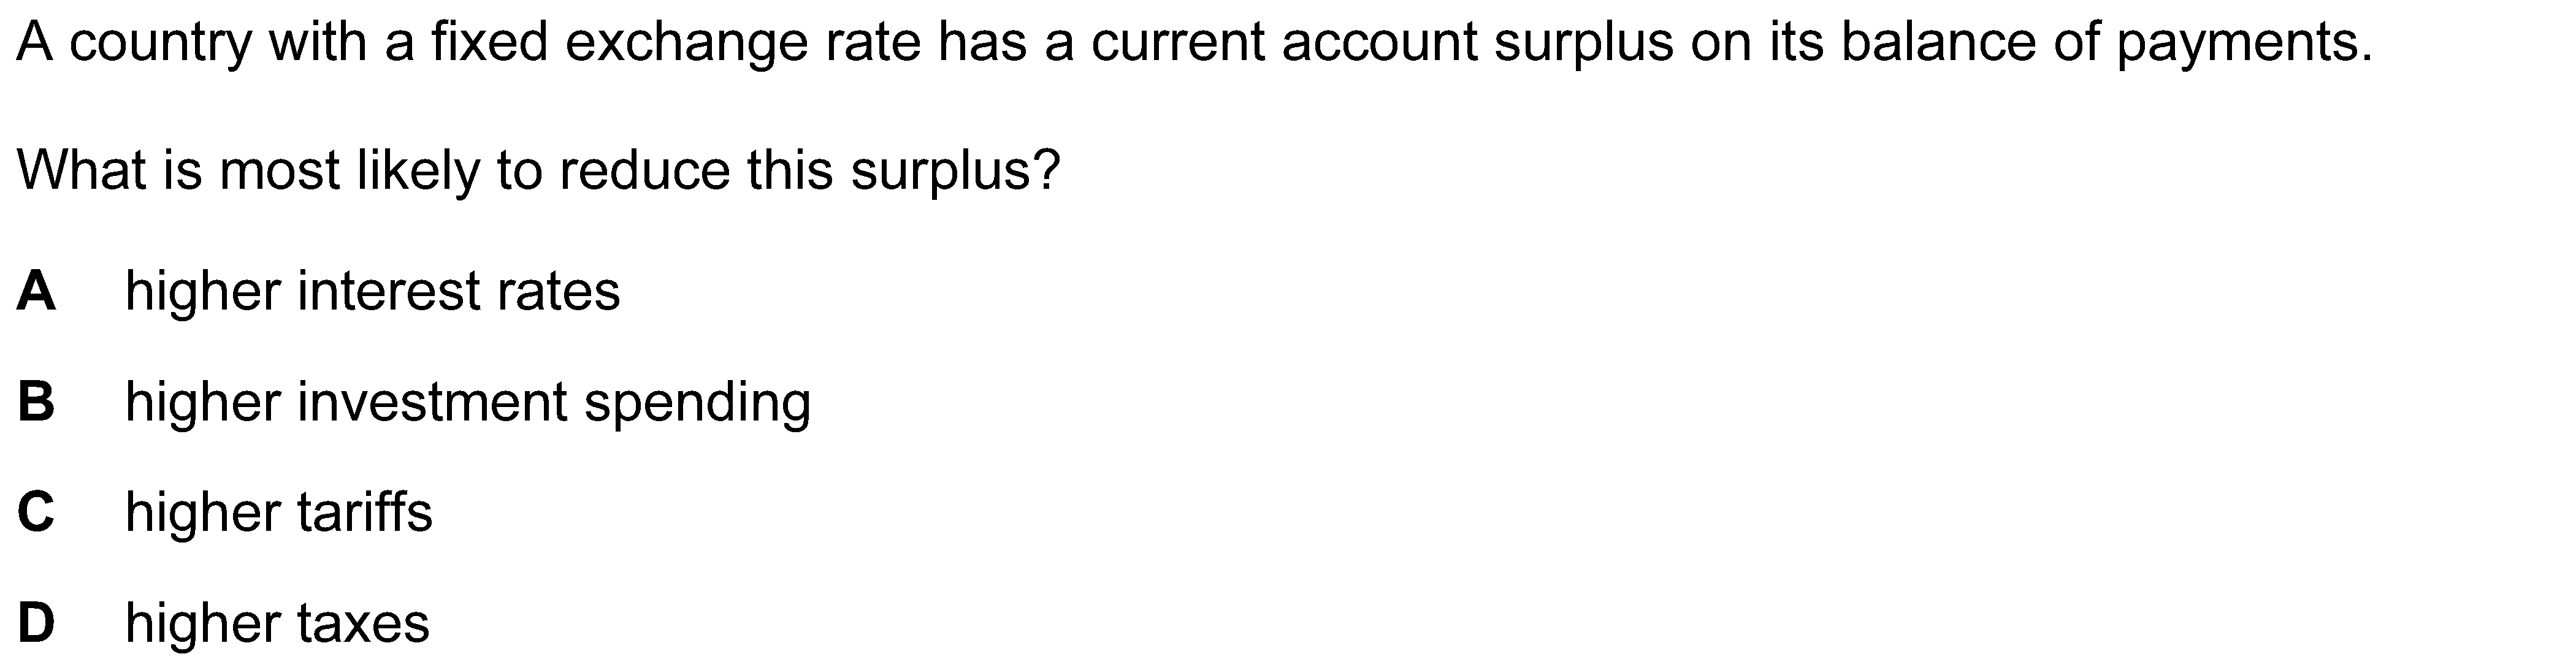 A country with a fixed exchange rate has a current account surplus on its balance of payments.
What is most likely to reduce this surplus?
A higher interest rates
B higher investment spending
C higher tariffs
D higher taxes